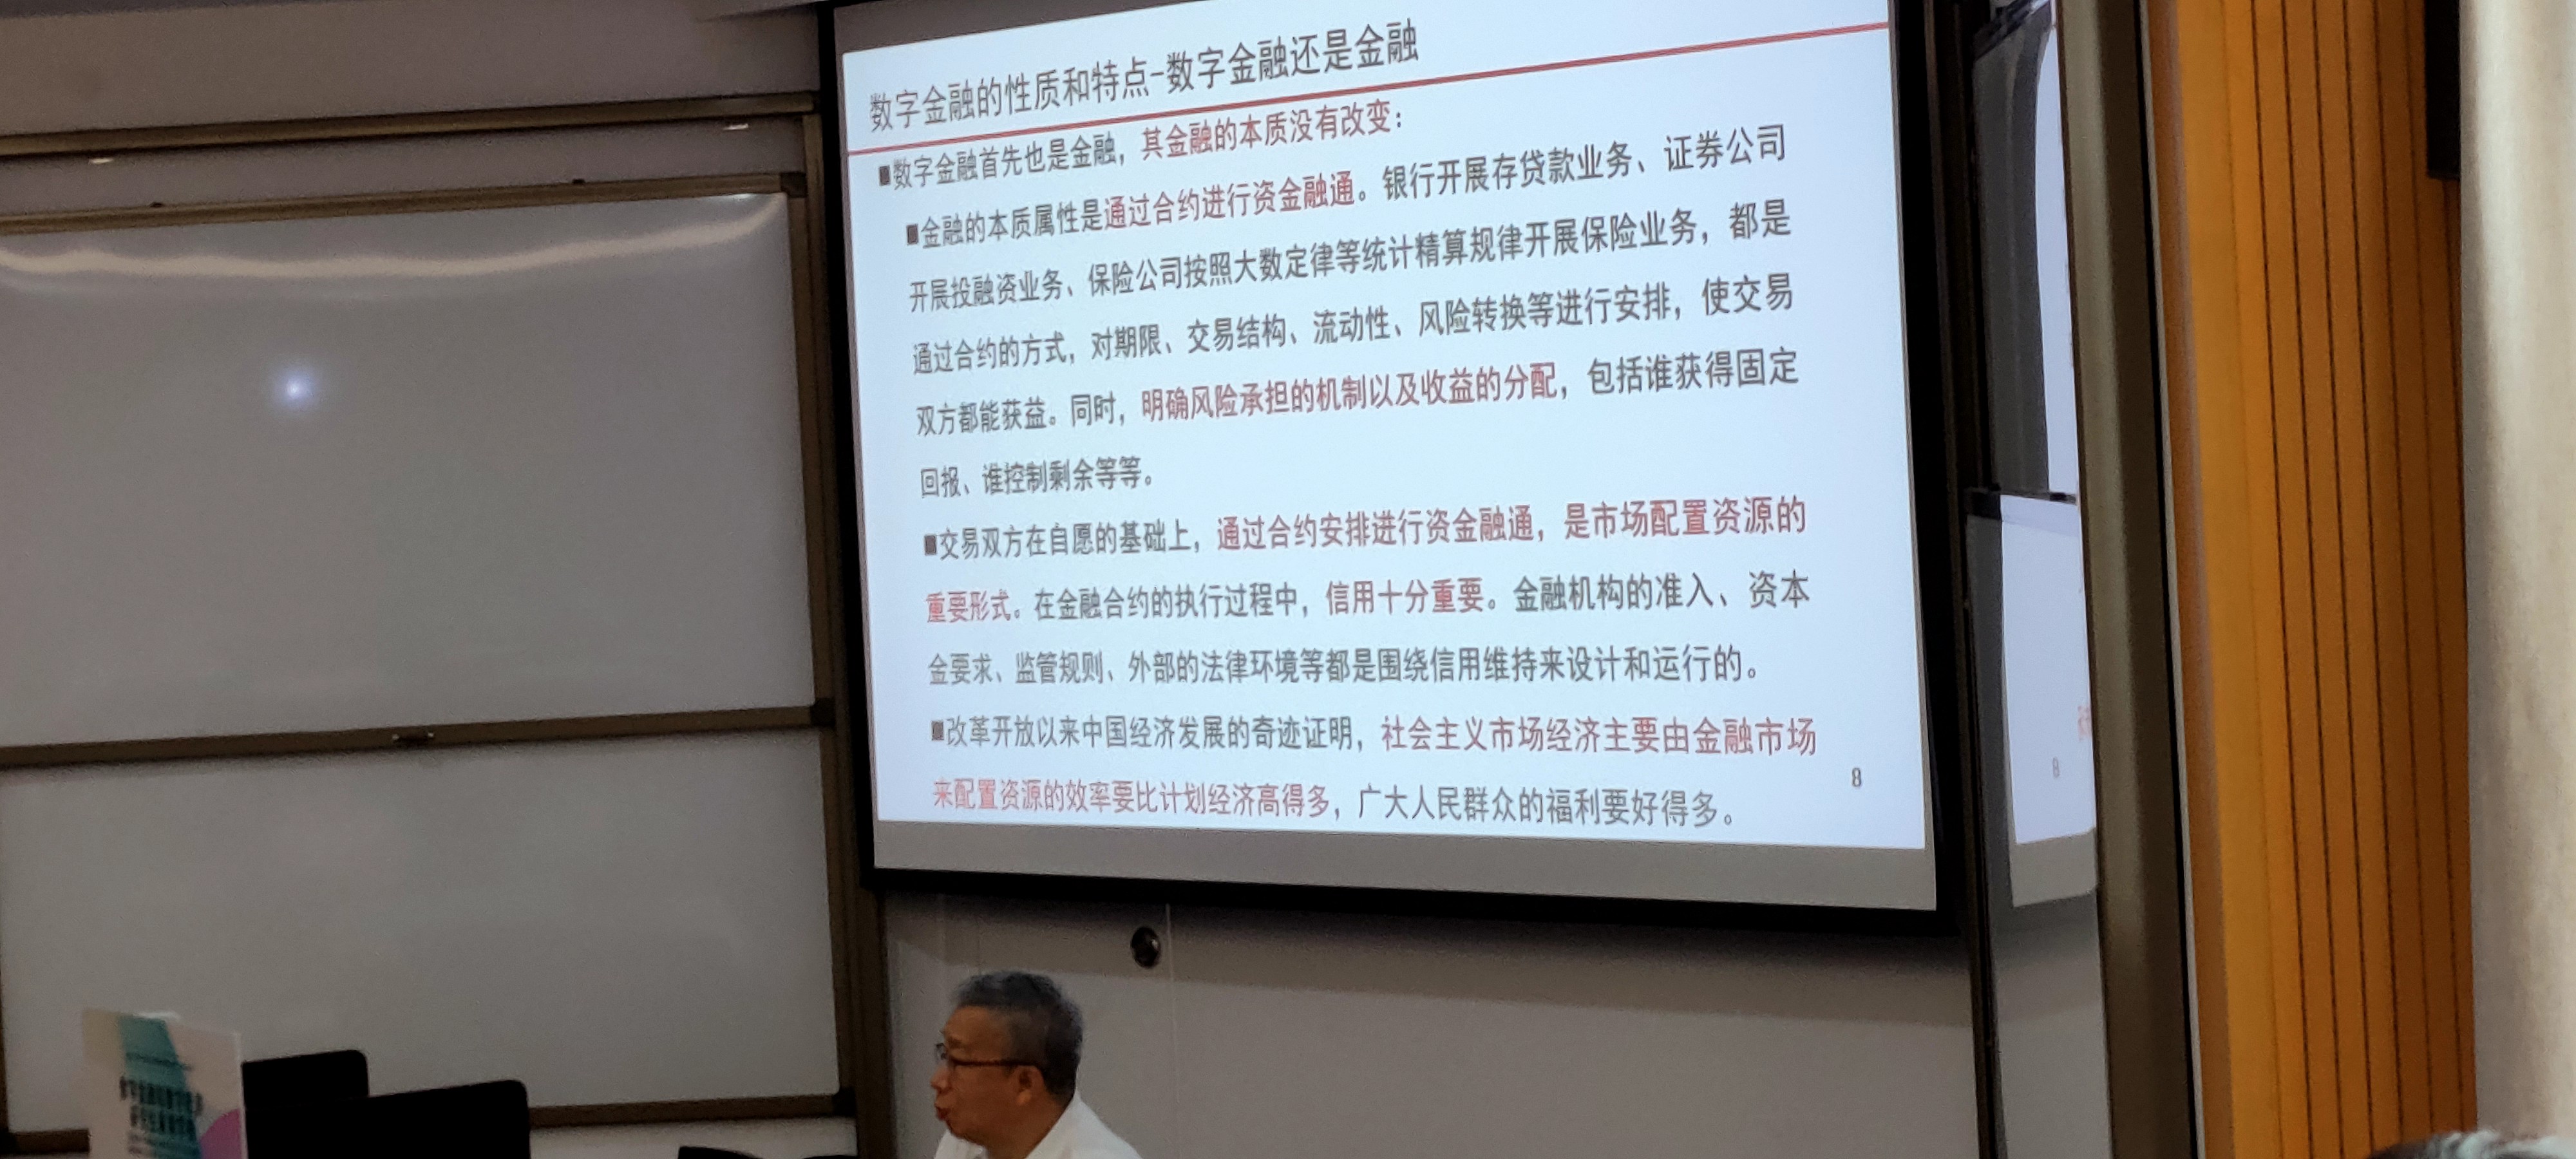 数字金融的性质和特点-数字金融还是金融
■数字金融首先也是金融，其金融的本质没有改变：
■金融的本质属性是通过合约进行资金融通。银行开展存贷款业务、证券公司
开展投融资业务、保险公司按照大数定律等统计精算规律开展保险业务，都是
通过合约的方式，对期限、交易结构、流动性、风险转换等进行安排，使交易
双方都能获益。同时，明确风险承担的机制以及收益的分配，包括谁获得固定
回报、谁控制剩余等等。
■交易双方在自愿的基础上，通过合约安排进行资金融通，是市场配置资源的
重要形式。在金融合约的执行过程中，信用十分重要。金融机构的准入、资本
金要求、监管规则、外部的法律环境等都是围绕信用维持来设计和运行的。
■改革开放以来中国经济发展的奇迹证明，社会主义市场经济主要由金融市场
来配置资源的效率要比计划经济高得多，广大人民群众的福利要好得多。
8
8